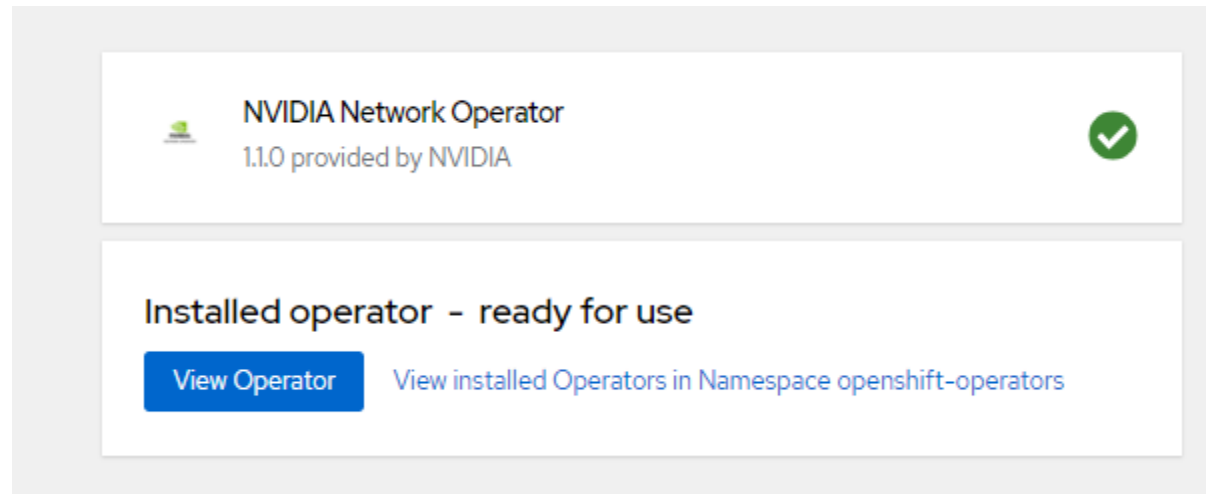 NVIDIA Network Operator
1.1.0 provided by NVIDIA
Installed operator - ready for use
View Operator
View installed Operators in Namespace openshift-operators